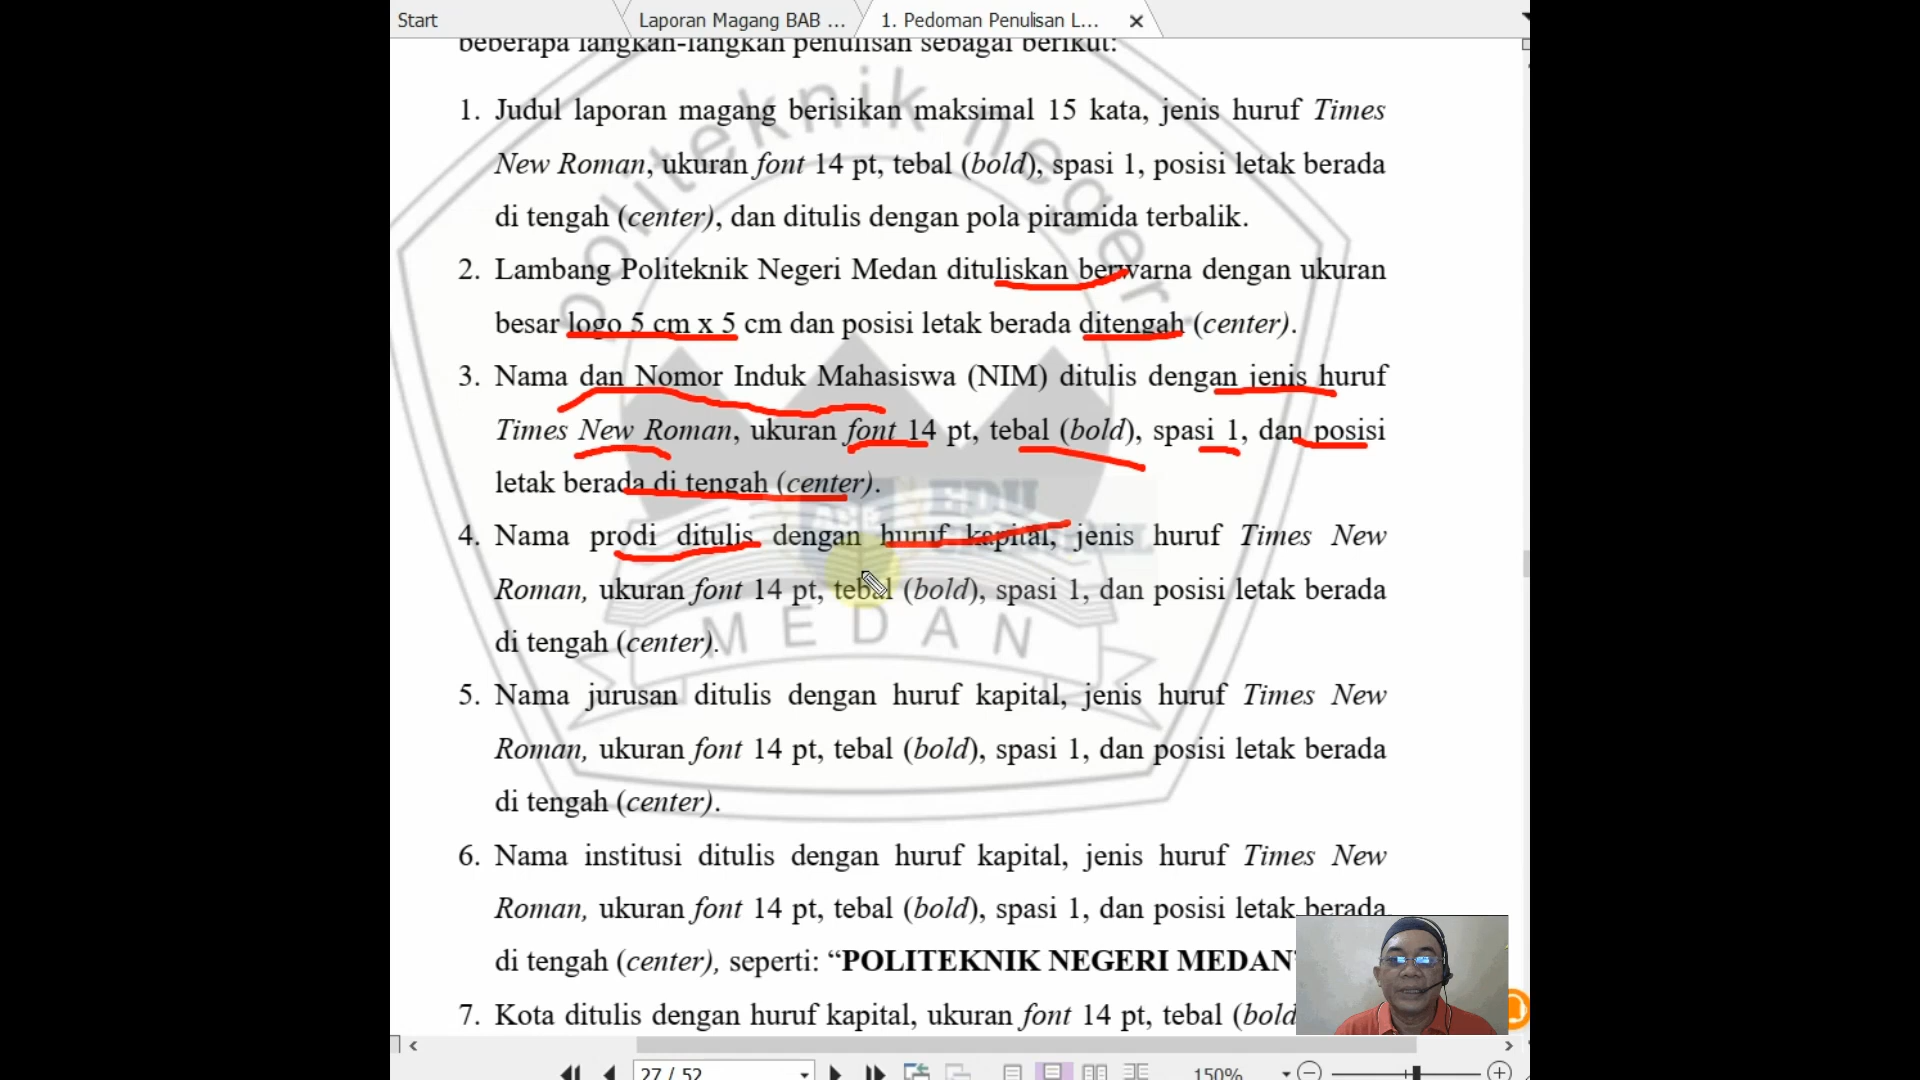 Start
Laporan Magang BAB ...
1. Pedoman Penulisan L...
beberapa langkah-langkah penulisan sebagai berikut:
1. Judul laporan magang berisikan maksimal 15 kata, jenis huruf Times
New Roman, ukuran font 14 pt, tebal (bold), spasi 1, posisi letak berada
di tengah (center), dan ditulis dengan pola piramida terbalik.
2. Lambang Politeknik Negeri Medan dituliskan berwarna dengan ukuran
besar logo 5 cm x 5 cm dan posisi letak berada ditengah (center).
3. Nama dan Nomor Induk Mahasiswa (NIM) ditulis dengan jenis huruf
Times New Roman, ukuran font 14 pt, tebal (bold), spasi 1, dan posisi
letak berada di tengah (center).
4. Nama prodi ditulis dengan huruf kapital, jenis huruf Times New
Roman, ukuran font 14 pt, tebal (bold), spasi 1, dan posisi letak berada
di tengah (center).
5. Nama jurusan ditulis dengan huruf kapital, jenis huruf Times New
Roman, ukuran font 14 pt, tebal (bold), spasi 1, dan posisi letak berada
di tengah (center).
6. Nama institusi ditulis dengan huruf kapital, jenis huruf Times New
Roman, ukuran font 14 pt, tebal (bold), spasi 1, dan posisi letak berada
di tengah (center), seperti: “POLITEKNIK NEGERI MEDAN”
7. Kota ditulis dengan huruf kapital, ukuran font 14 pt, tebal (bold
politeknik negeri
MEDAN
EDU
27 / 52
150%